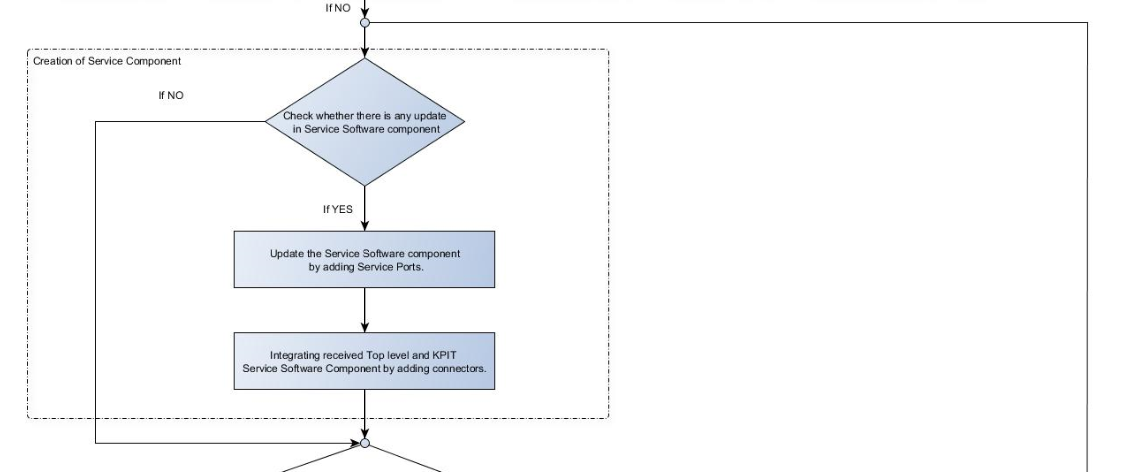 If NO
Creation of Service Component
If NO
Check whether there is any update
in Service Software component
If YES
Update the Service Software component
by adding Service Ports.
Integrating received Top level and KPIT
Service Software Component by adding connectors.